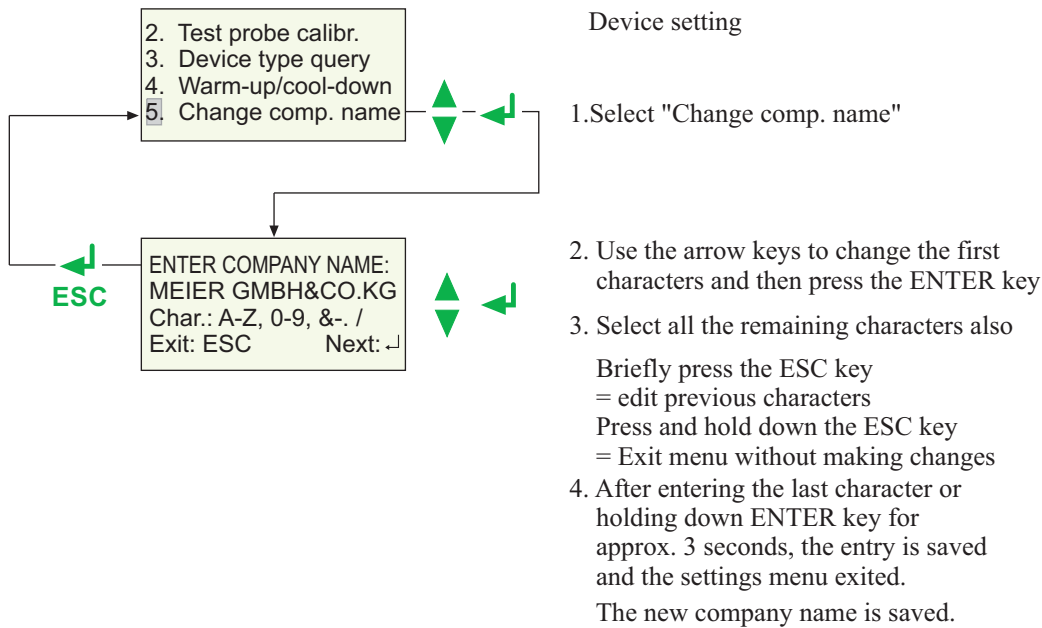 Device setting
2. Test probe calibr.
3. Device type query
4. Warm-up/cool-down
5. Change comp. name
1.Select "Change comp. name"
ESC
ENTER COMPANY NAME:
MEIER GMBH&CO.KG
Char.: A-Z, 0-9, &-. /
Exit: ESC Next: ↵
2. Use the arrow keys to change the first
characters and then press the ENTER key
3. Select all the remaining characters also
Briefly press the ESC key
= edit previous characters
Press and hold down the ESC key
= Exit menu without making changes
4. After entering the last character or
holding down ENTER key for
approx. 3 seconds, the entry is saved
and the settings menu exited.
The new company name is saved.